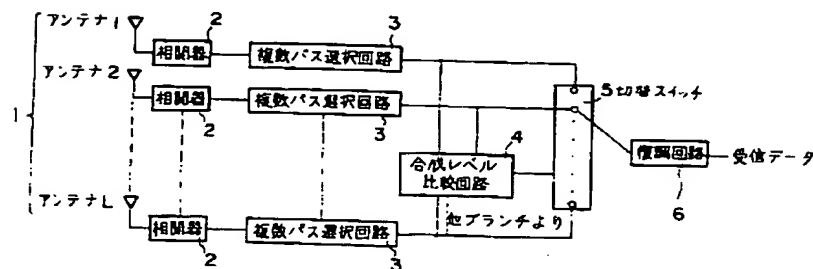 アンテナ1
2
相関器
3
複数パス選択回路
アンテナ2
相関器
2
複数パス選択回路
3
1
4
合成レベル
比較回路
5切替スイッチ
復調回路
6
受信データ
アンテナL
相関器
2
複数パス選択回路
3
他ブランチより